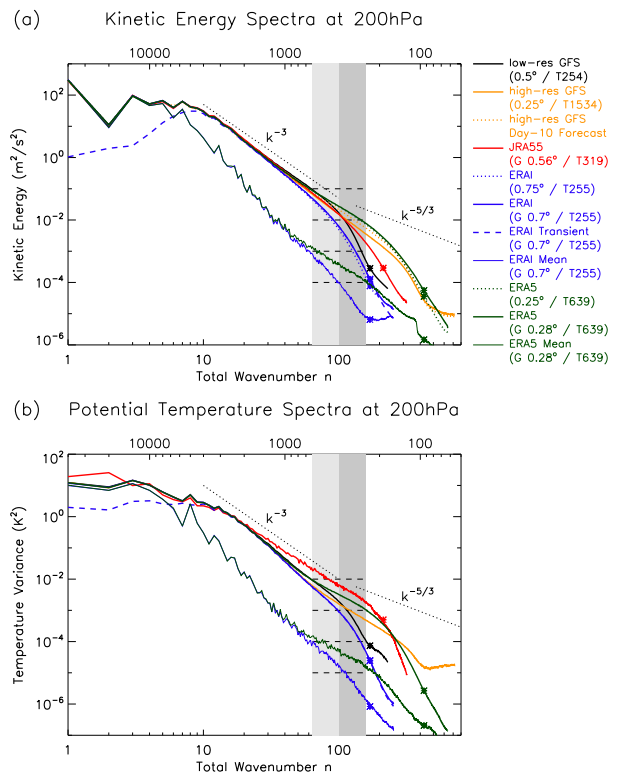 (a) Kinetic Energy Spectra at 200hPa
10000 1000 100
10² 10⁰ 10⁻² 10⁻⁴ 10⁻⁶
Kinetic Energy (m²/s²)
k⁻³
k⁻⁵/³
1 10 100
Total Wavenumber n
low-res GFS
(0.5° / T254)
high-res GFS
(0.25° / T1534)
high-res GFS
Day-10 Forecast
JRA55
(G 0.56° / T319)
ERAI
(0.75° / T255)
ERAI
(G 0.7° / T255)
ERAI Transient
(G 0.7° / T255)
ERAI Mean
(G 0.7° / T255)
ERA5
(0.25° / T639)
ERA5
(G 0.28° / T639)
ERA5 Mean
(G 0.28° / T639)
(b) Potential Temperature Spectra at 200hPa
10000 1000 100
10² 10⁰ 10⁻² 10⁻⁴ 10⁻⁶
Temperature Variance (K²)
k⁻³
k⁻⁵/³
1 10 100
Total Wavenumber n